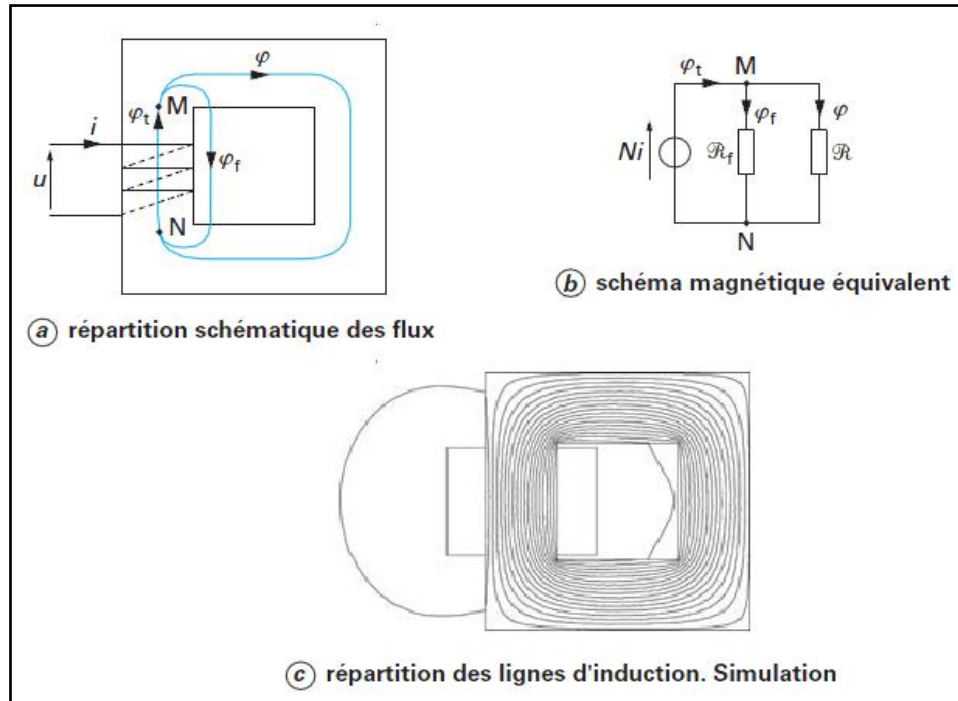 φ
M
φt
i
φf
u
N
ⓐ répartition schématique des flux
φt
M
φf
φ
Ni
ℛf
ℛ
N
ⓑ schéma magnétique équivalent
ⓒ répartition des lignes d'induction. Simulation